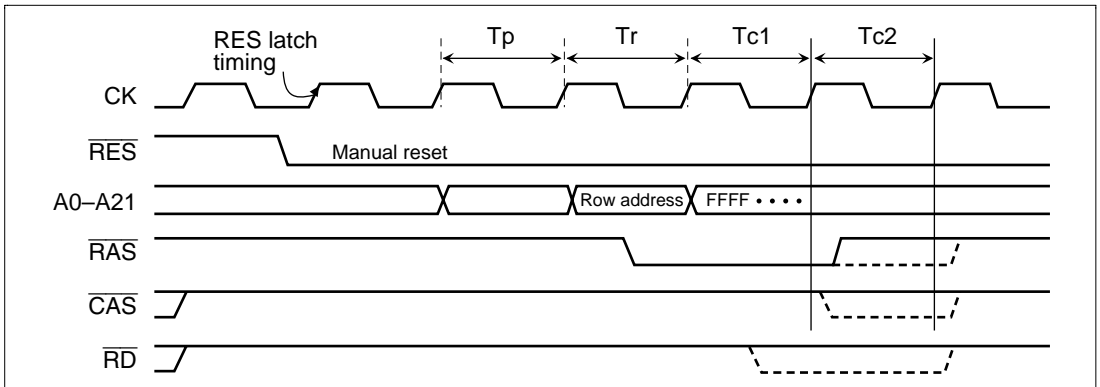 RES latch
timing
Tp
Tr
Tc1
Tc2
CK
RES
Manual reset
A0–A21
Row address
FFFF • • • •
RAS
CAS
RD